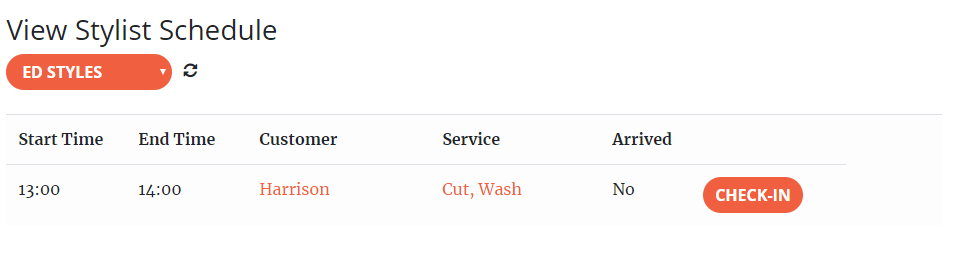 View Stylist Schedule
ED STYLES
Start Time End Time Customer Service Arrived
13:00 14:00 Harrison Cut, Wash No CHECK-IN